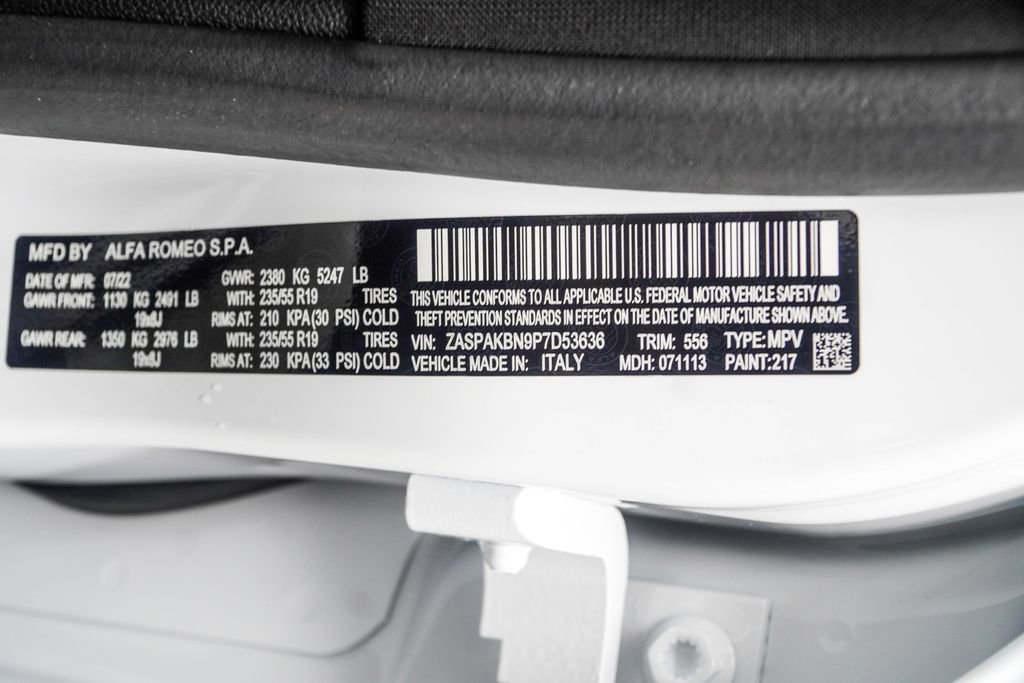 MFD BY ALFA ROMEO S.P.A.
DATE OF MFR: 07/22 GVWR: 2380 KG 5247 LB
GAWR FRONT: 1130 KG 2491 LB WITH: 235/55 R19 TIRES
19x8J RIMS AT: 210 KPA(30 PSI) COLD
GAWR REAR: 1350 KG 2976 LB WITH: 235/55 R19 TIRES
19x8J RIMS AT: 230 KPA(33 PSI) COLD
THIS VEHICLE CONFORMS TO ALL APPLICABLE U.S. FEDERAL MOTOR VEHICLE SAFETY AND
THEFT PREVENTION STANDARDS IN EFFECT ON THE DATE OF MANUFACTURE SHOWN ABOVE.
VIN: ZASPAKBN9P7D53636 TRIM: 556 TYPE:MPV
VEHICLE MADE IN: ITALY MDH: 071113 PAINT:217